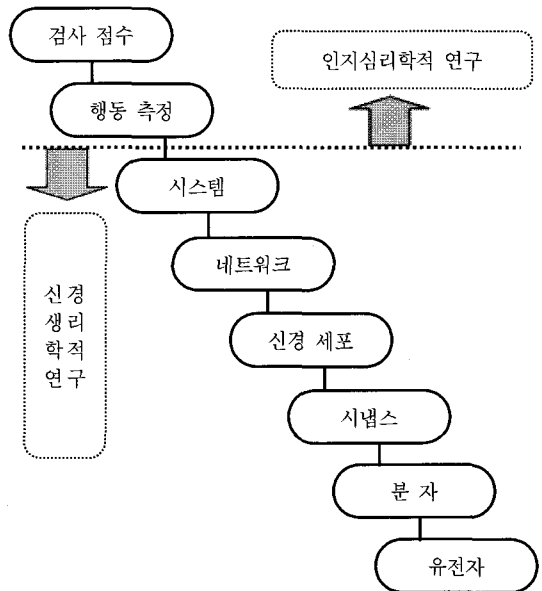 검사 점수
인지심리학적 연구
행동 측정
시스템
네트워크
신경
생리
학적
연구
신경 세포
시냅스
분 자
유전자